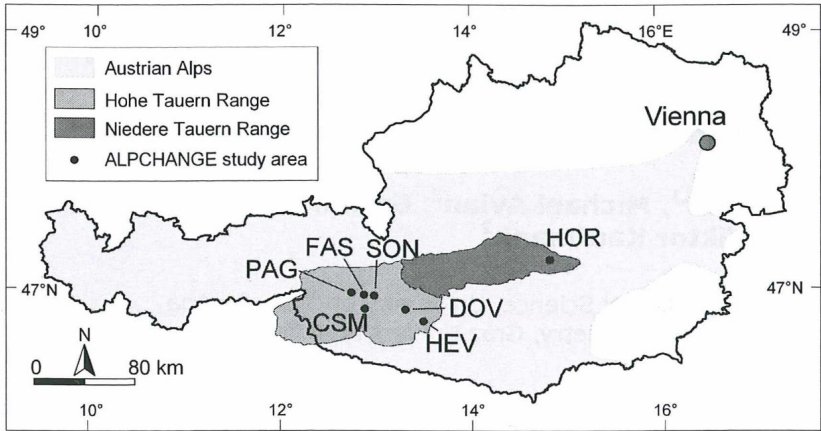 10° 12° 14° 16°E
49° 49°
Austrian Alps
Hohe Tauern Range
Niedere Tauern Range
ALPCHANGE study area
Vienna
HOR
FAS SON
PAG
47°N 47°N
DOV
CSM
HEV
N
0 80 km
10° 12° 14° 16°